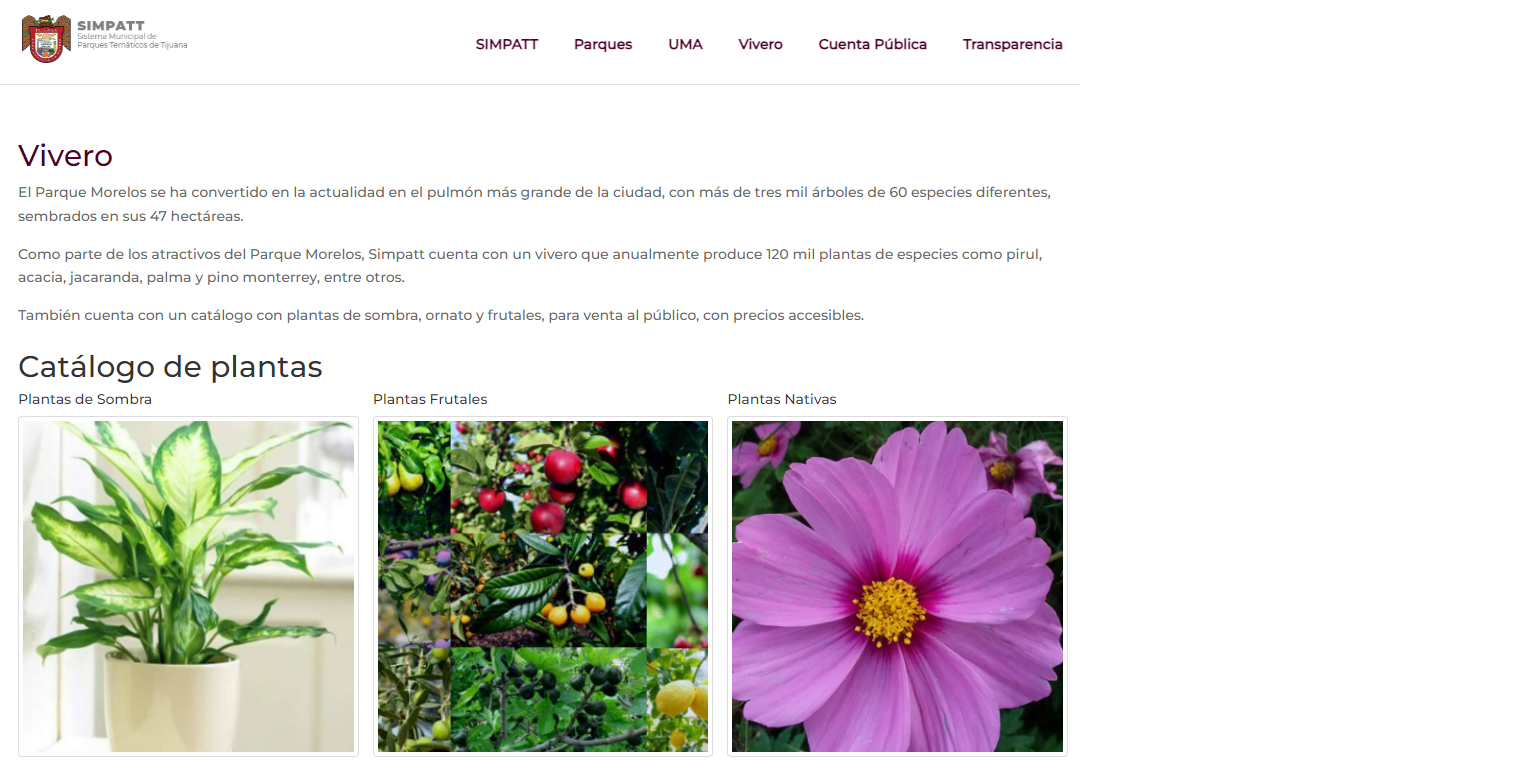 SIMPATT
Sistema Municipal de
Parques Temáticos de Tijuana
SIMPATT Parques UMA Vivero Cuenta Pública Transparencia
Vivero
El Parque Morelos se ha convertido en la actualidad en el pulmón más grande de la ciudad, con más de tres mil árboles de 60 especies diferentes,
sembrados en sus 47 hectáreas.
Como parte de los atractivos del Parque Morelos, Simpatt cuenta con un vivero que anualmente produce 120 mil plantas de especies como pirul,
acacia, jacaranda, palma y pino monterrey, entre otros.
También cuenta con un catálogo con plantas de sombra, ornato y frutales, para venta al público, con precios accesibles.
Catálogo de plantas
Plantas de Sombra Plantas Frutales Plantas Nativas